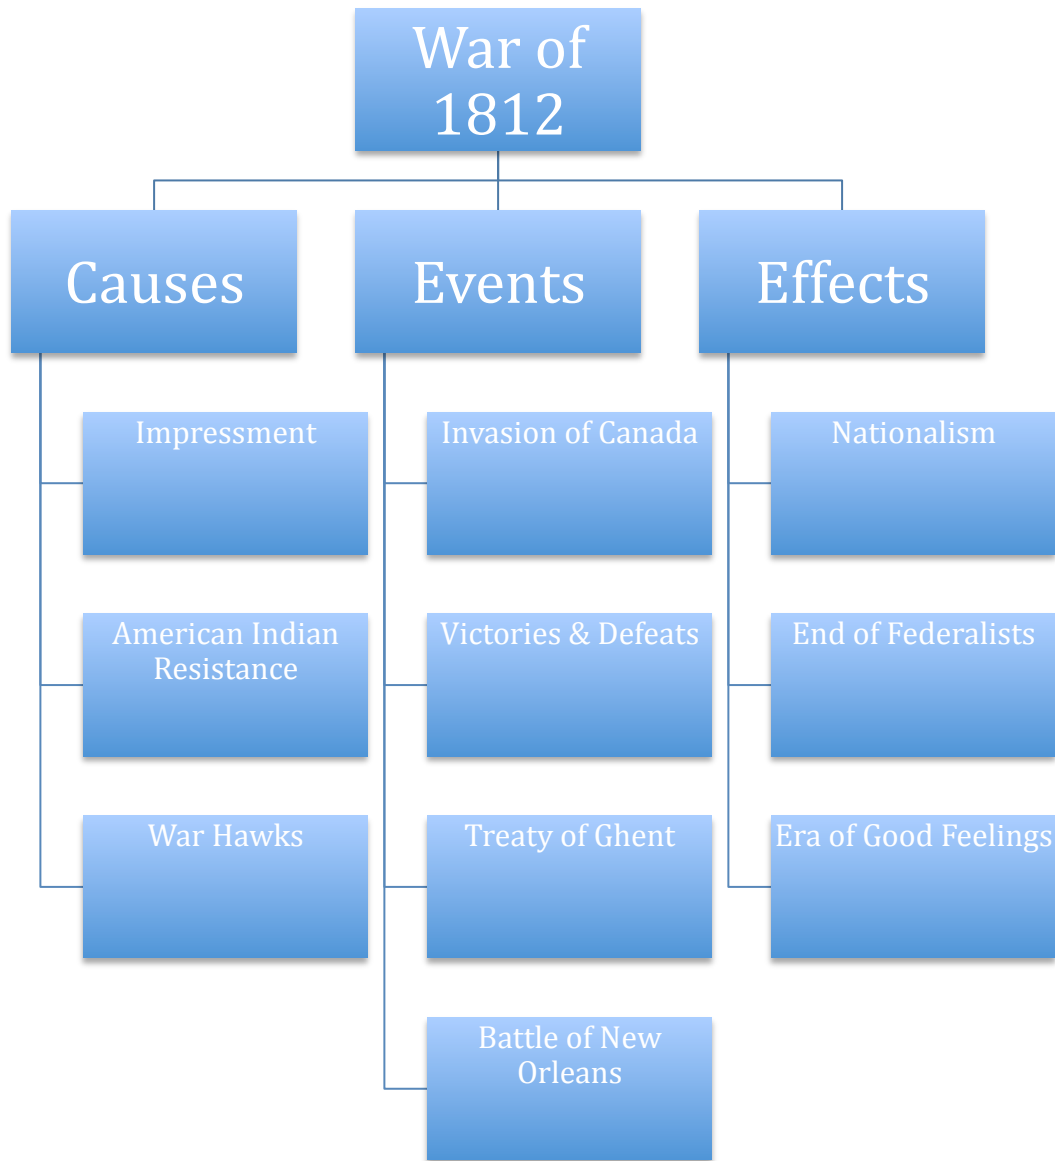 War of
1812
Causes
Events
Effects
Impressment
Invasion of Canada
Nationalism
American Indian
Resistance
Victories & Defeats
End of Federalists
War Hawks
Treaty of Ghent
Era of Good Feelings
Battle of New
Orleans